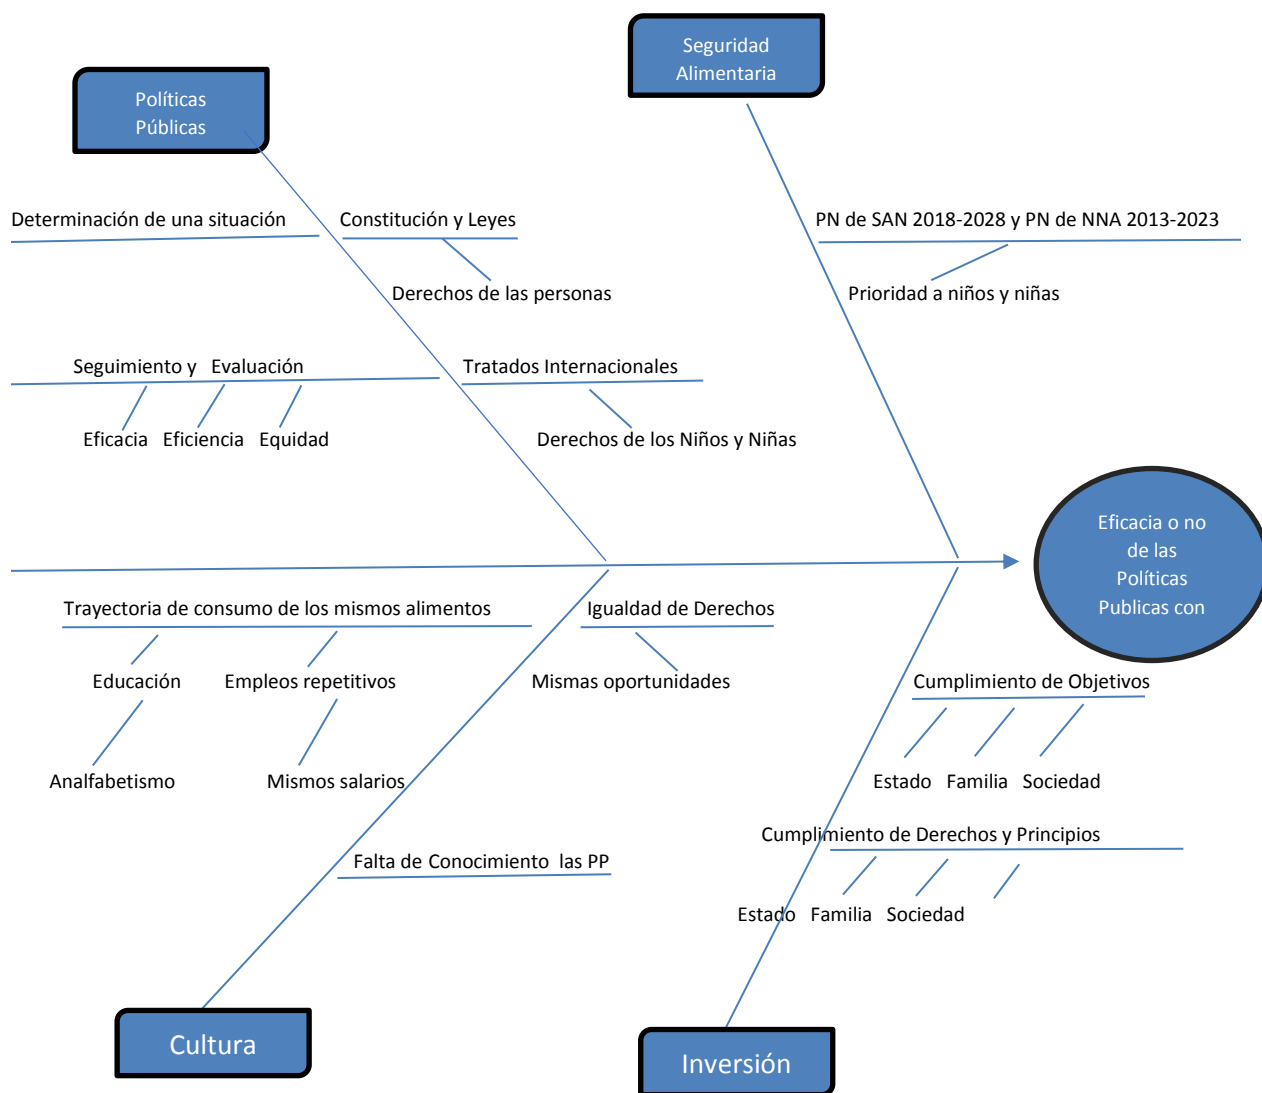 Seguridad
Alimentaria
Políticas
Públicas
Determinación de una situación
Constitución y Leyes
PN de SAN 2018-2028 y PN de NNA 2013-2023
Derechos de las personas
Prioridad a niños y niñas
Seguimiento y Evaluación
Tratados Internacionales
Eficacia Eficiencia Equidad
Derechos de los Niños y Niñas
Eficacia o no
de las
Políticas
Publicas con
Trayectoria de consumo de los mismos alimentos
Igualdad de Derechos
Educación
Empleos repetitivos
Mismas oportunidades
Cumplimiento de Objetivos
Analfabetismo
Mismos salarios
Estado Familia Sociedad
Cumplimiento de Derechos y Principios
Falta de Conocimiento las PP
Estado Familia Sociedad
Cultura
Inversión